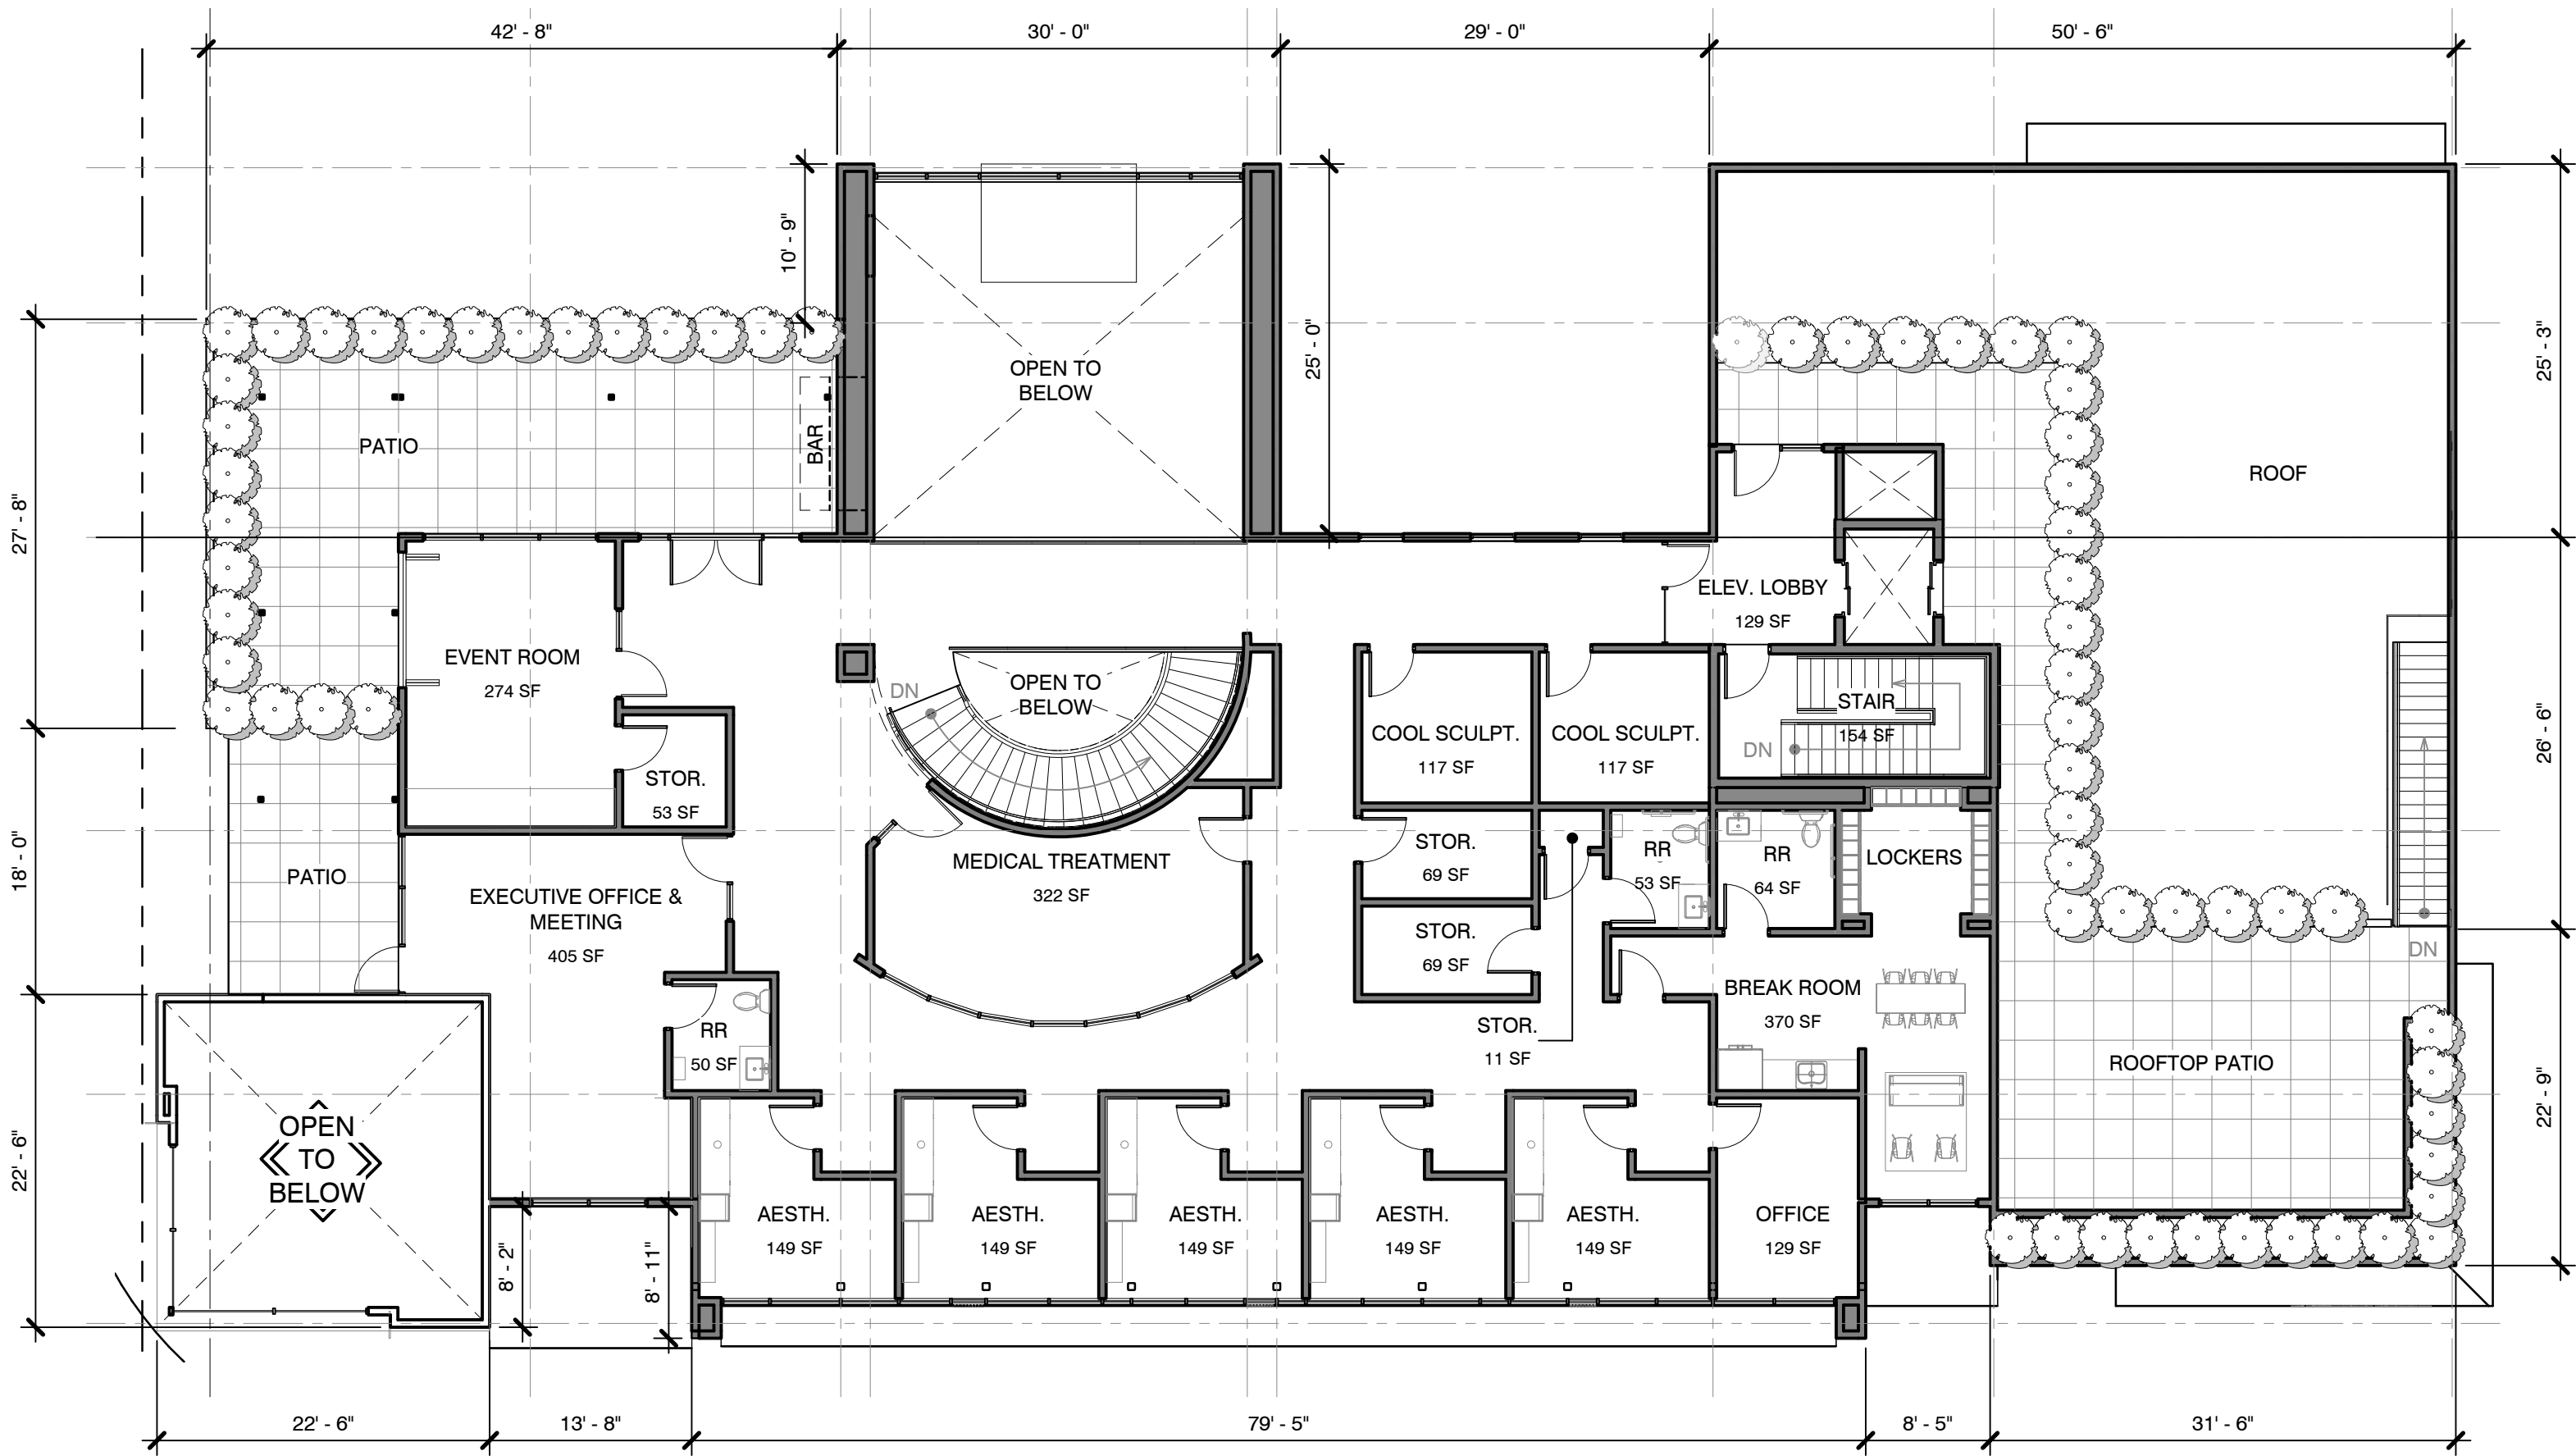 42' - 8"
30' - 0"
29' - 0"
50' - 6"
10' - 9"
25' - 0"
25' - 3"
OPEN TO
BELOW
PATIO
BAR
ROOF
27' - 8"
ELEV. LOBBY
129 SF
EVENT ROOM
274 SF
DN
OPEN TO
BELOW
STAIR
154 SF
DN
26' - 6"
COOL SCULPT.
117 SF
COOL SCULPT.
117 SF
STOR.
53 SF
18' - 0"
PATIO
MEDICAL TREATMENT
322 SF
STOR.
69 SF
RR
53 SF
RR
64 SF
LOCKERS
EXECUTIVE OFFICE &
MEETING
405 SF
STOR.
69 SF
DN
BREAK ROOM
370 SF
RR
50 SF
STOR.
11 SF
ROOFTOP PATIO
22' - 9"
22' - 6"
OPEN
TO
BELOW
8' - 2"
8' - 11"
AESTH.
149 SF
AESTH.
149 SF
AESTH.
149 SF
AESTH.
149 SF
AESTH.
149 SF
OFFICE
129 SF
22' - 6"
13' - 8"
79' - 5"
8' - 5"
31' - 6"